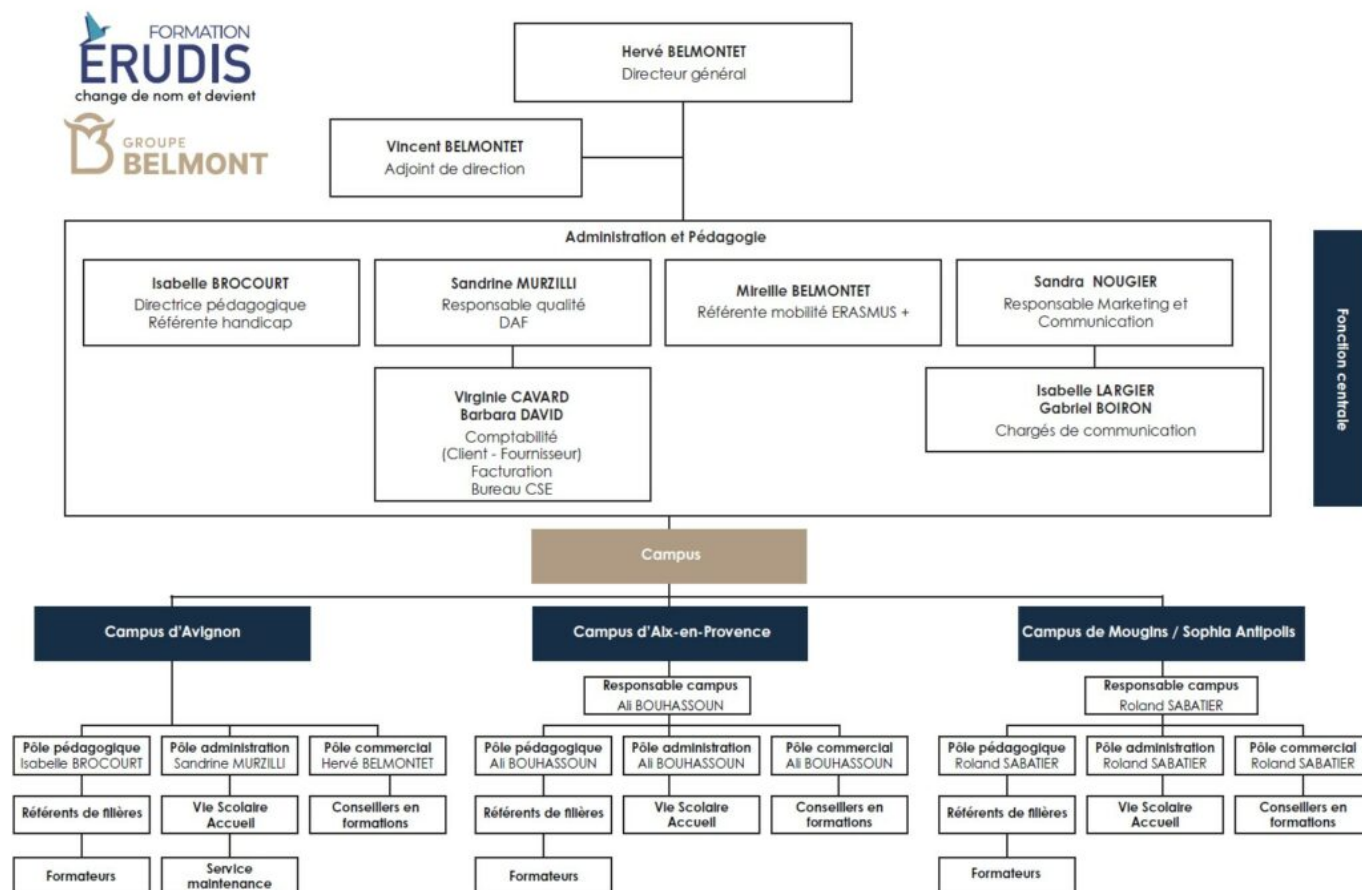 FORMATION
ERUDIS
change de nom et devient
GROUPE
BELMONT
Hervé BELMONTET
Directeur général
Vincent BELMONTET
Adjoint de direction
Administration et Pédagogie
Isabelle BROCOURT
Directrice pédagogique
Référente handicap
Sandrine MURZILLI
Responsable qualité
DAF
Mireille BELMONTET
Référente mobilité ERASMUS +
Sandra NOUGIER
Responsable Marketing et
Communication
Virginie CAVARD
Barbara DAVID
Comptabilité
(Client - Fournisseur)
Facturation
Bureau CSE
Isabelle LARGIER
Gabriel BOIRON
Chargés de communication
Fonction centrale
Campus
Campus d'Avignon
Campus d'Aix-en-Provence
Campus de Mougins / Sophia Antipolis
Responsable campus
Ali BOUHASSOUN
Responsable campus
Roland SABATIER
Pôle pédagogique
Isabelle BROCOURT
Pôle administration
Sandrine MURZILLI
Pôle commercial
Hervé BELMONTET
Pôle pédagogique
Ali BOUHASSOUN
Pôle administration
Ali BOUHASSOUN
Pôle commercial
Ali BOUHASSOUN
Pôle pédagogique
Roland SABATIER
Pôle administration
Roland SABATIER
Pôle commercial
Roland SABATIER
Référents de filières
Vie Scolaire
Accueil
Conseillers en
formations
Référents de filières
Vie Scolaire
Accueil
Conseillers en
formations
Référents de filières
Vie Scolaire
Accueil
Conseillers en
formations
Formateurs
Service
maintenance
Formateurs
Formateurs